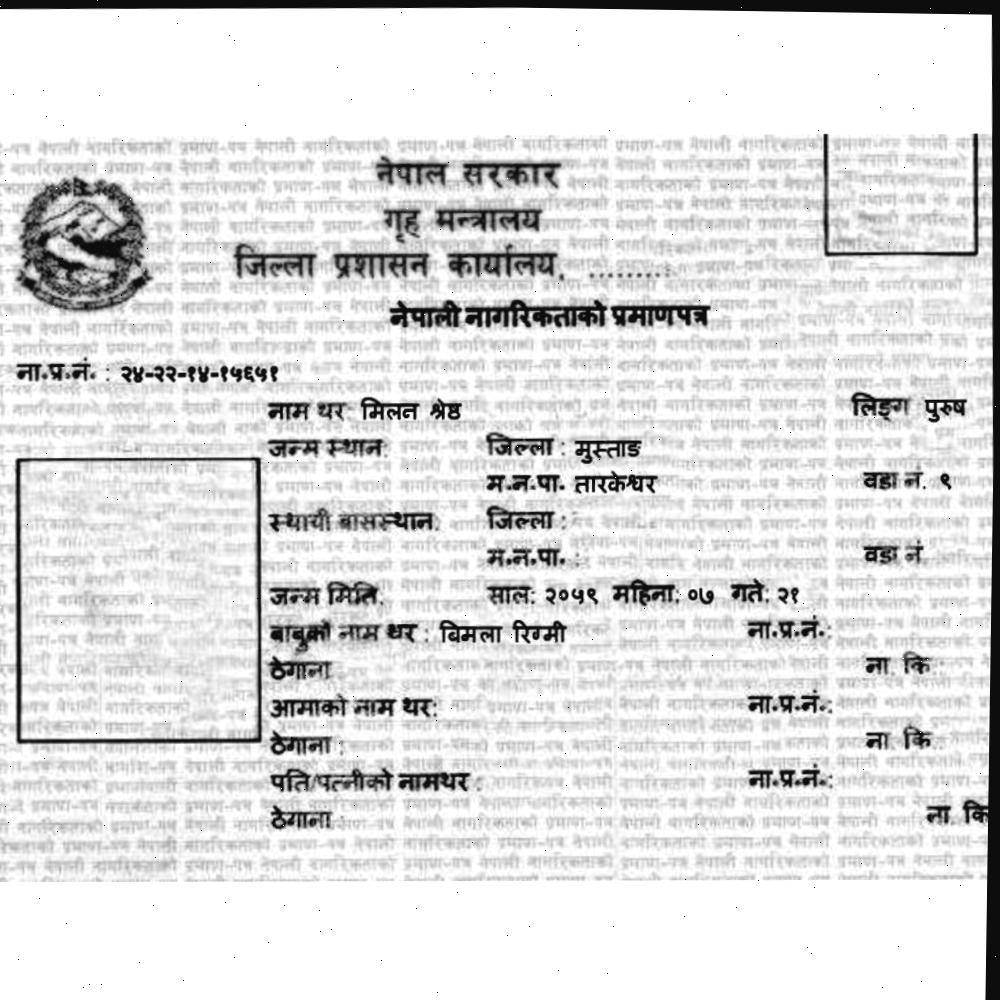 नेपाल सरकार
गृह मन्त्रालय
जिल्ला प्रशासन कार्यालय, .........
नेपाली नागरिकताको प्रमाणपत्र
ना.प्र.नं. : २४-२२-१४-१५६५१
नाम थर: मिलन श्रेष्ठ लिङ्ग पुरुष
जन्म स्थान: जिल्ला : मुस्ताङ
म.न.पा. तारकेश्वर वडा नं. ९
स्थायी बासस्थान: जिल्ला :
म.न.पा. : वडा नं
जन्म मिति: साल: २०५९ महिना: ०७ गते: २१
बाबुको नाम थर : विमला रिग्मी ना.प्र.नं.:
ठेगाना ना. कि.
आमाको नाम थर: ना.प्र.नं.:
ठेगाना : ना. कि.
पति/पत्नीको नामथर : ना.प्र.नं.:
ठेगाना ना. कि